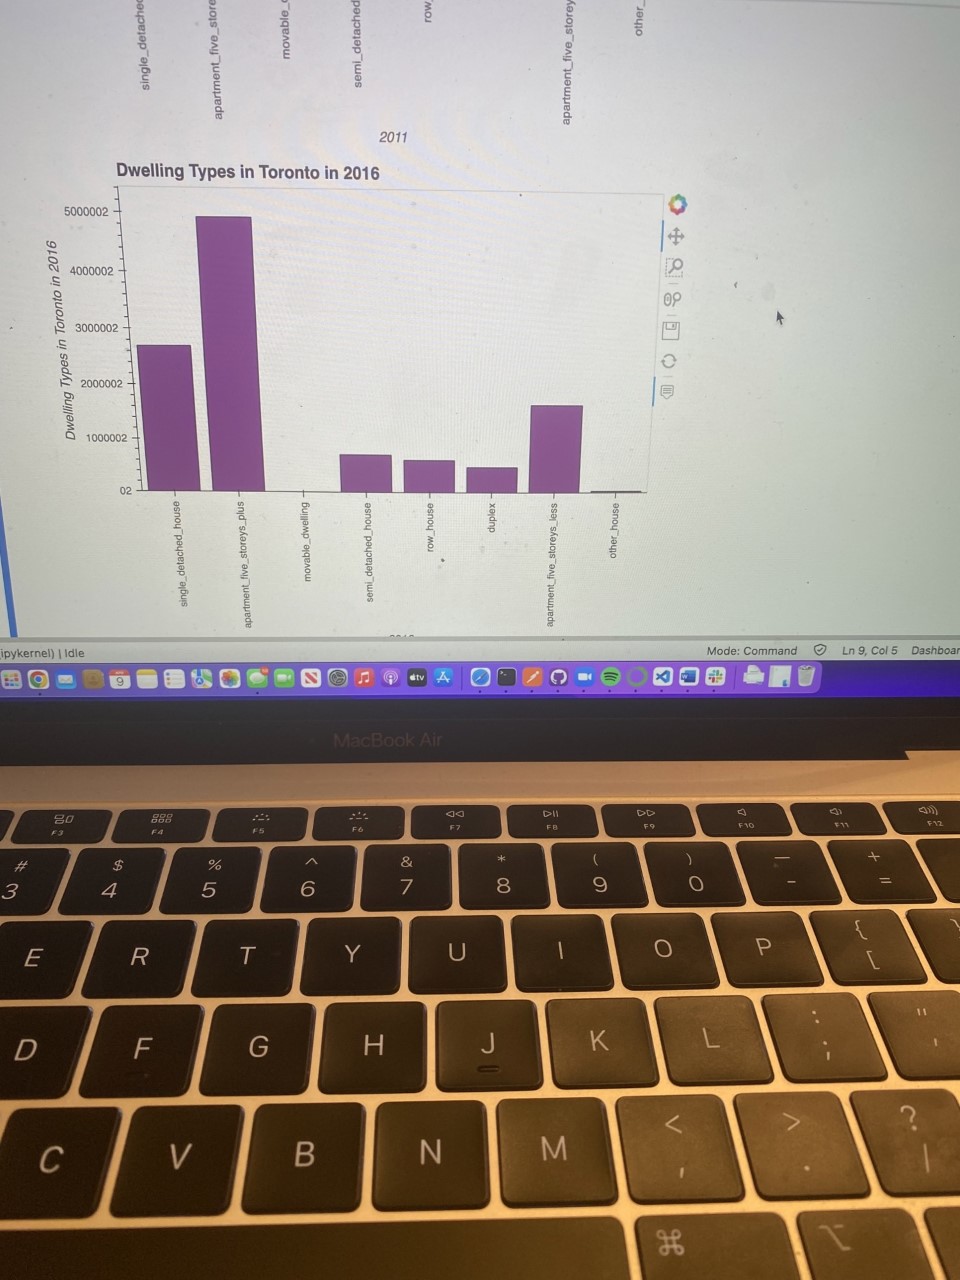 single_detached
apartment_five_store
movable_
semi_detached
row_
apartment_five_storey
other_
2011
Dwelling Types in Toronto in 2016
Dwelling Types in Toronto in 2016
5000002
4000002
3000002
2000002
1000002
02
single_detached_house
apartment_five_storeys_plus
movable_dwelling
semi_detached_house
row_house
duplex
apartment_five_storeys_less
other_house
ipykernel) | Idle
Mode: Command
Ln 9, Col 5
Dashboar
9
tv
MacBook Air
F3 F4 F5 F6 F7 F8 F9 F10 F11 F12
# $ % ^ & * ( ) — +
3 4 5 6 7 8 9 0 - =
E R T Y U I O P { [
D F G H J K L : ; " '
C V B N M < , > . ? /
⌘ ⌥